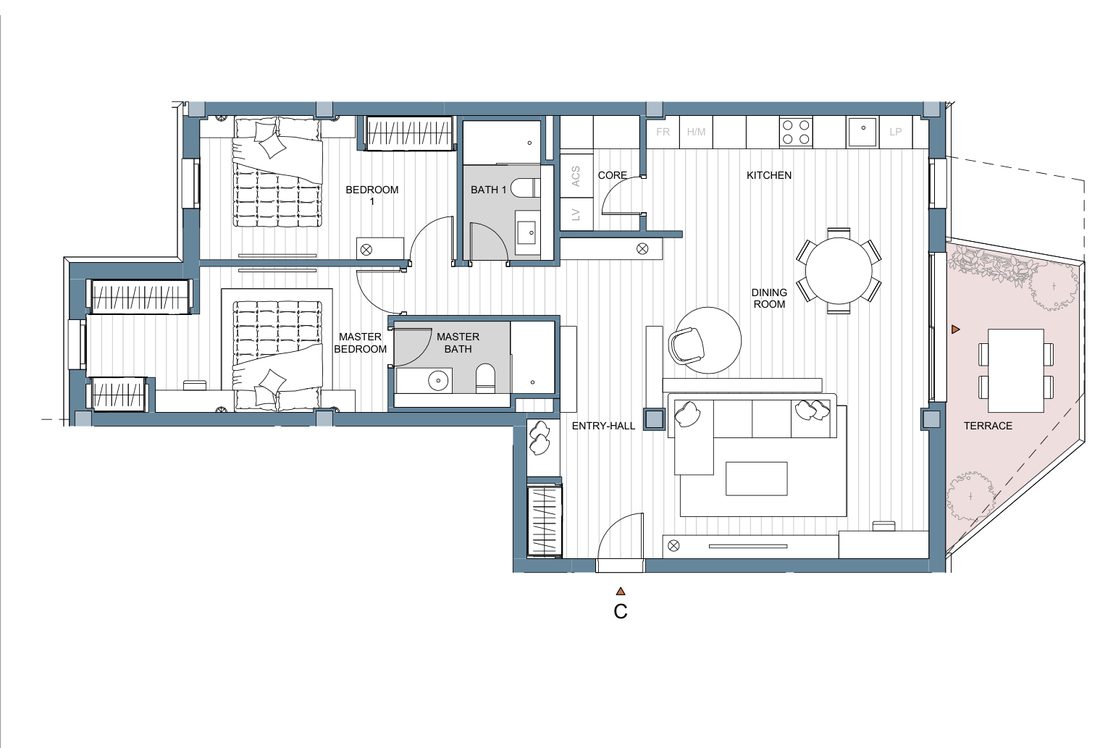 FR
H/M
LP
BEDROOM
1
BATH 1
ACS
CORE
KITCHEN
LV
DINING
ROOM
MASTER
BEDROOM
MASTER
BATH
ENTRY-HALL
TERRACE
C